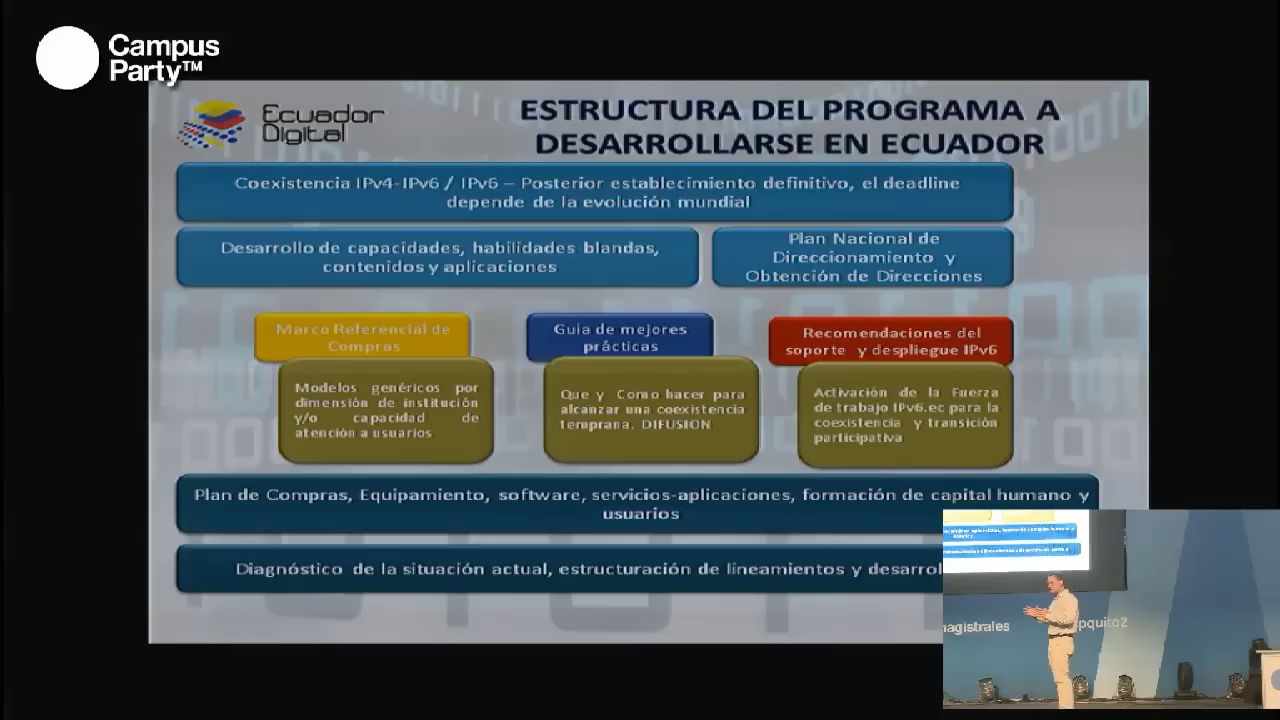 Campus
Party™
Ecuador
Digital
ESTRUCTURA DEL PROGRAMA A
DESARROLLARSE EN ECUADOR
Coexistencia IPv4-IPv6 / IPv6 – Posterior establecimiento definitivo, el deadline
depende de la evolución mundial
Desarrollo de capacidades, habilidades blandas,
contenidos y aplicaciones
Plan Nacional de
Direccionamiento y
Obtención de Direcciones
Marco Referencial de
Compras
Guia de mejores
prácticas
Recomendaciones del
soporte y despliegue IPv6
Modelos genéricos por
dimensión de institución
y/o capacidad de
atención a usuarios
Que y Como hacer para
alcanzar una coexistencia
temprana. DIFUSION
Activación de la Fuerza
de trabajo IPv6.ec para la
coexistencia y transición
participativa
Plan de Compras, Equipamiento, software, servicios-aplicaciones, formación de capital humano y
usuarios
Diagnóstico de la situación actual, estructuración de lineamientos y desarrol
magistrales
pquito2